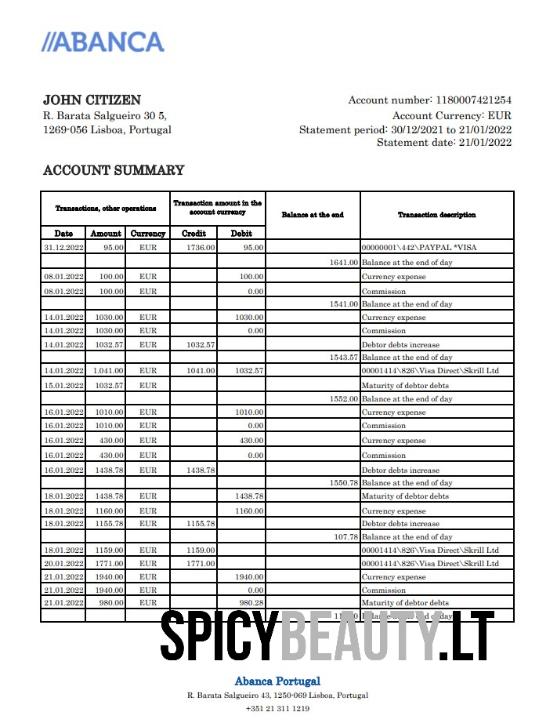 //ABANCA
JOHN CITIZEN
R. Barata Salgueiro 30 5,
1269-056 Lisboa, Portugal
Account number: 1180007421254
Account Currency: EUR
Statement period: 30/12/2021 to 21/01/2022
Statement date: 21/01/2022
ACCOUNT SUMMARY
Transactions, other operations Transaction amount in the account currency Balance at the end Transaction description
Date Amount Currency Credit Debit
31.12.2022 95.00 EUR 1736.00 95.00 00000001\442\PAYPAL *VISA
1641.00 Balance at the end of day
08.01.2022 100.00 EUR 100.00 Currency expense
08.01.2022 100.00 EUR 0.00 Commission
1541.00 Balance at the end of day
14.01.2022 1030.00 EUR 1030.00 Currency expense
14.01.2022 1030.00 EUR 0.00 Commission
14.01.2022 1032.57 EUR 1032.57 Debtor debts increase
1543.57 Balance at the end of day
14.01.2022 1.041.00 EUR 1041.00 1032.57 00001414\826\Visa Direct\Skrill Ltd
15.01.2022 1032.57 EUR Maturity of debtor debts
1552.00 Balance at the end of day
16.01.2022 1010.00 EUR 1010.00 Currency expense
16.01.2022 1010.00 EUR 0.00 Commission
16.01.2022 430.00 EUR 430.00 Currency expense
16.01.2022 430.00 EUR 0.00 Commission
16.01.2022 1438.78 EUR 1438.78 Debtor debts increase
1550.78 Balance at the end of day
18.01.2022 1438.78 EUR 1438.78 Maturity of debtor debts
18.01.2022 1160.00 EUR 1160.00 Currency expense
18.01.2022 1155.78 EUR 1155.78 Debtor debts increase
107.78 Balance at the end of day
18.01.2022 1159.00 EUR 1159.00 00001414\826\Visa Direct\Skrill Ltd
20.01.2022 1771.00 EUR 1771.00 00001414\826\Visa Direct\Skrill Ltd
21.01.2022 1940.00 EUR 1940.00 Currency expense
21.01.2022 1940.00 EUR 0.00 Commission
21.01.2022 980.00 EUR 980.28 Maturity of debtor debts
SPICYBEAUTY.LT
Abanca Portugal
R. Barata Salgueiro 43, 1250-069 Lisboa, Portugal
+351 21 311 1219